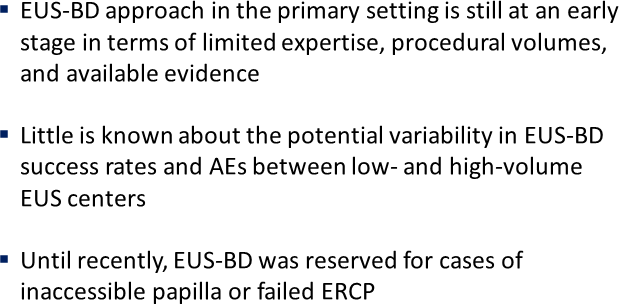 ▪ EUS-BD approach in the primary setting is still at an early
stage in terms of limited expertise, procedural volumes,
and available evidence
▪ Little is known about the potential variability in EUS-BD
success rates and AEs between low- and high-volume
EUS centers
▪ Until recently, EUS-BD was reserved for cases of
inaccessible papilla or failed ERCP